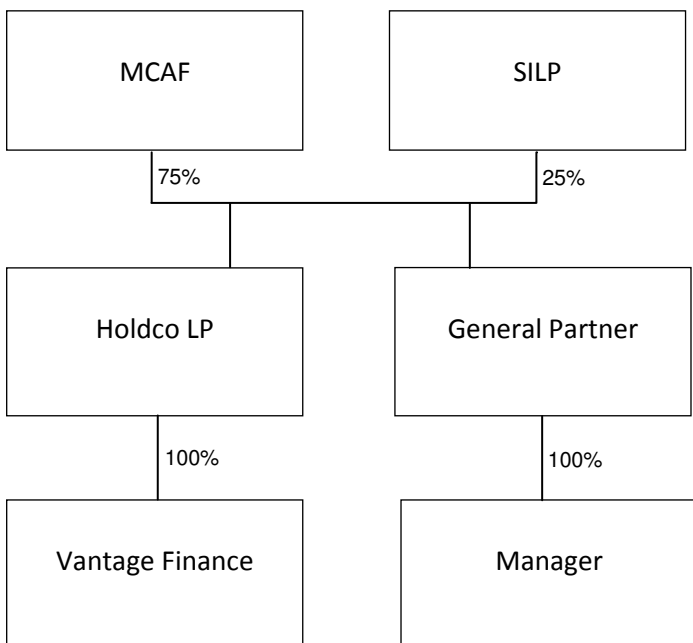 MCAF
SILP
75%
25%
Holdco LP
General Partner
100%
100%
Vantage Finance
Manager